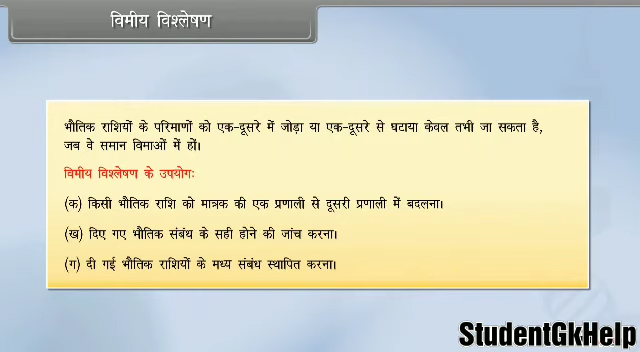 विमीय विश्लेषण
भौतिक राशियों के परिमाणों को एक-दूसरे में जोड़ा या एक-दूसरे से घटाया केवल तभी जा सकता है,
जब वे समान विमाओं में हों।
विमीय विश्लेषण के उपयोगः
(क) किसी भौतिक राशि को मात्रक की एक प्रणाली से दूसरी प्रणाली में बदलना।
(ख) दिए गए भौतिक संबंध के सही होने की जांच करना।
(ग) दी गई भौतिक राशियों के मध्य संबंध स्थापित करना।
StudentGkHelp